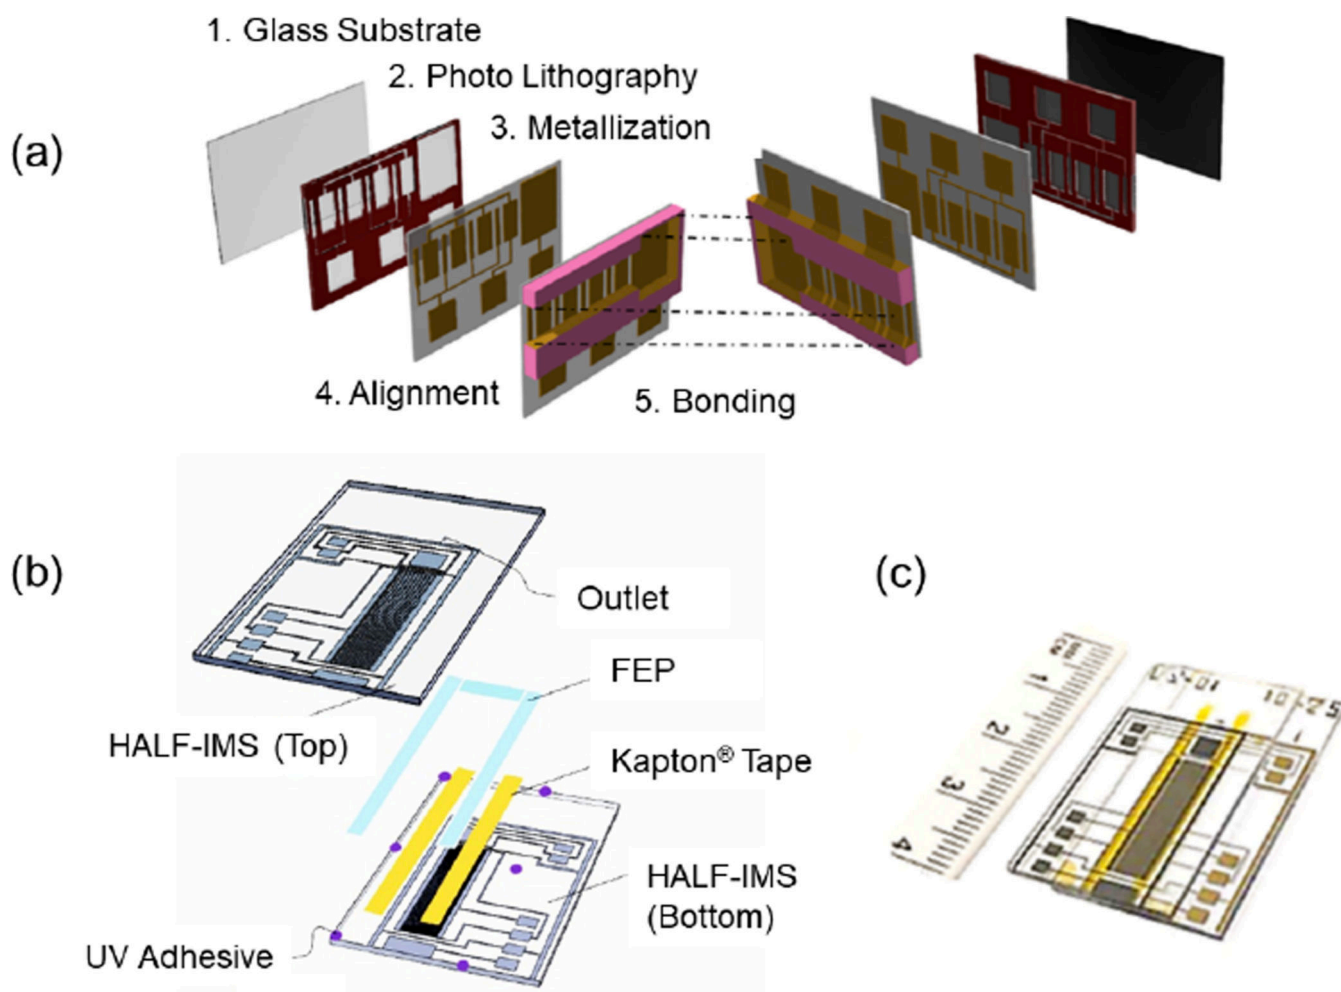 1. Glass Substrate
2. Photo Lithography
3. Metallization
(a)
4. Alignment
5. Bonding
(b)
Outlet
FEP
HALF-IMS (Top)
Kapton® Tape
HALF-IMS
(Bottom)
UV Adhesive
(c)
1
2
3
4